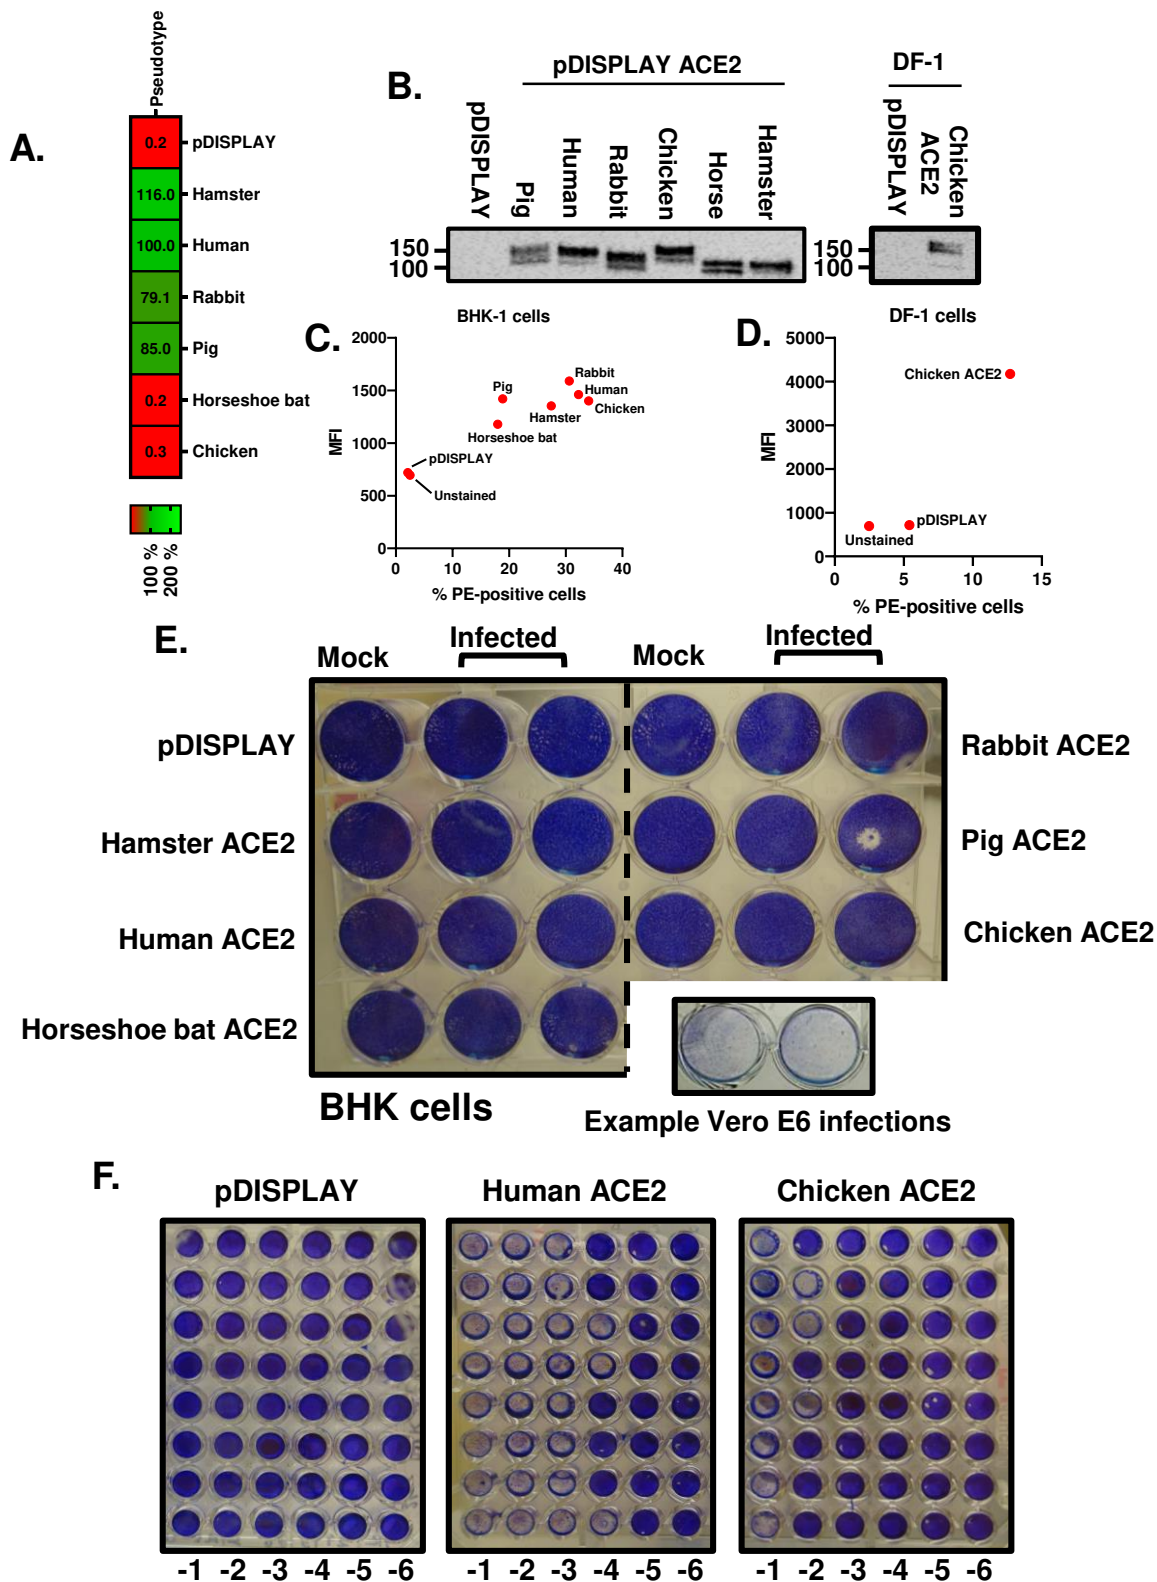 A.
Pseudotype
0.2 pDISPLAY
116.0 Hamster
100.0 Human
79.1 Rabbit
85.0 Pig
0.2 Horseshoe bat
0.3 Chicken
100 %
200 %
B.
pDISPLAY ACE2
pDISPLAY
Pig
Human
Rabbit
Chicken
Horse
Hamster
150
100
DF-1
pDISPLAY
Chicken
ACE2
150
100
C.
BHK-1 cells
2000
1500
1000
500
0
MFI
Rabbit
Pig
Human
Chicken
Hamster
Horseshoe bat
pDISPLAY
Unstained
0 10 20 30 40
% PE-positive cells
D.
DF-1 cells
5000
4000
3000
2000
1000
0
MFI
Chicken ACE2
pDISPLAY
Unstained
0 5 10 15
% PE-positive cells
E.
Mock Infected Mock Infected
pDISPLAY Rabbit ACE2
Hamster ACE2 Pig ACE2
Human ACE2 Chicken ACE2
Horseshoe bat ACE2
BHK cells
Example Vero E6 infections
F.
pDISPLAY Human ACE2 Chicken ACE2
-1 -2 -3 -4 -5 -6 -1 -2 -3 -4 -5 -6 -1 -2 -3 -4 -5 -6